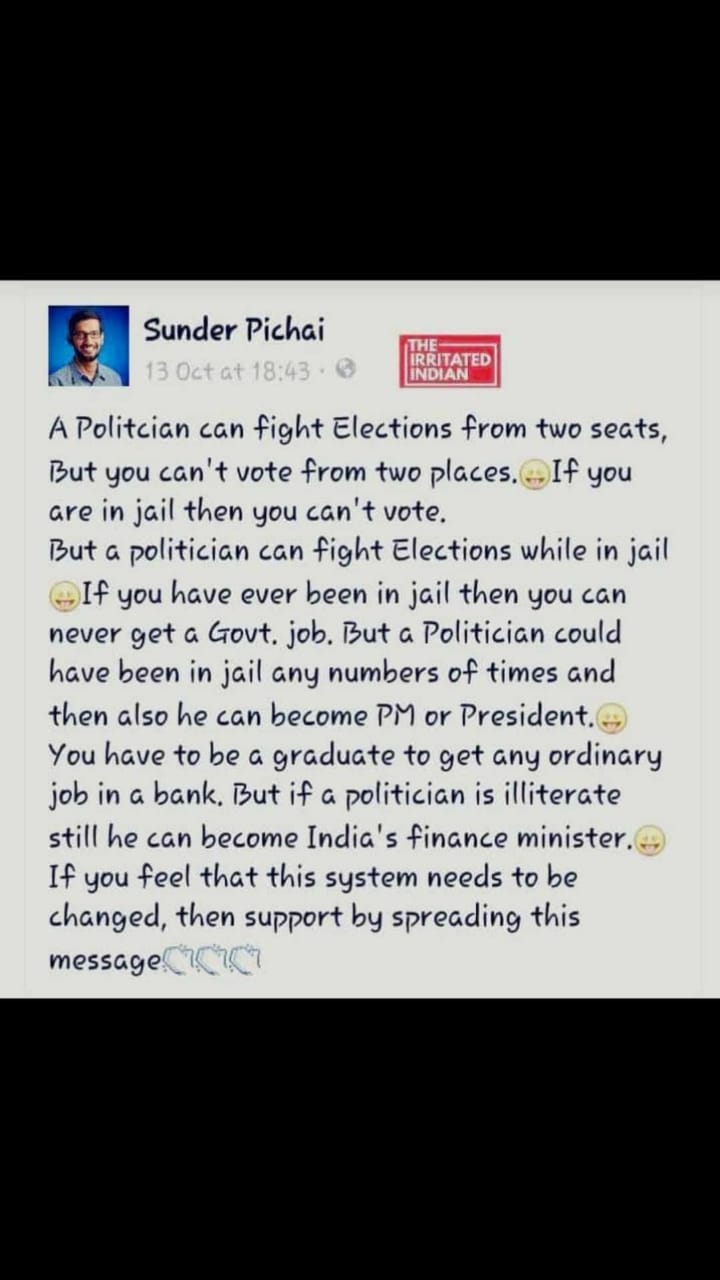 Sunder Pichai
13 Oct at 18:43 ·
THE
IRRITATED
INDIAN
A Politcian can fight Elections from two seats,
But you can't vote from two places.😛If you
are in jail then you can't vote.
But a politician can fight Elections while in jail
😛If you have ever been in jail then you can
never get a Govt. job. But a Politician could
have been in jail any numbers of times and
then also he can become PM or President.😛
You have to be a graduate to get any ordinary
job in a bank. But if a politician is illiterate
still he can become India's finance minister.😛
If you feel that this system needs to be
changed, then support by spreading this
message👏👏👏